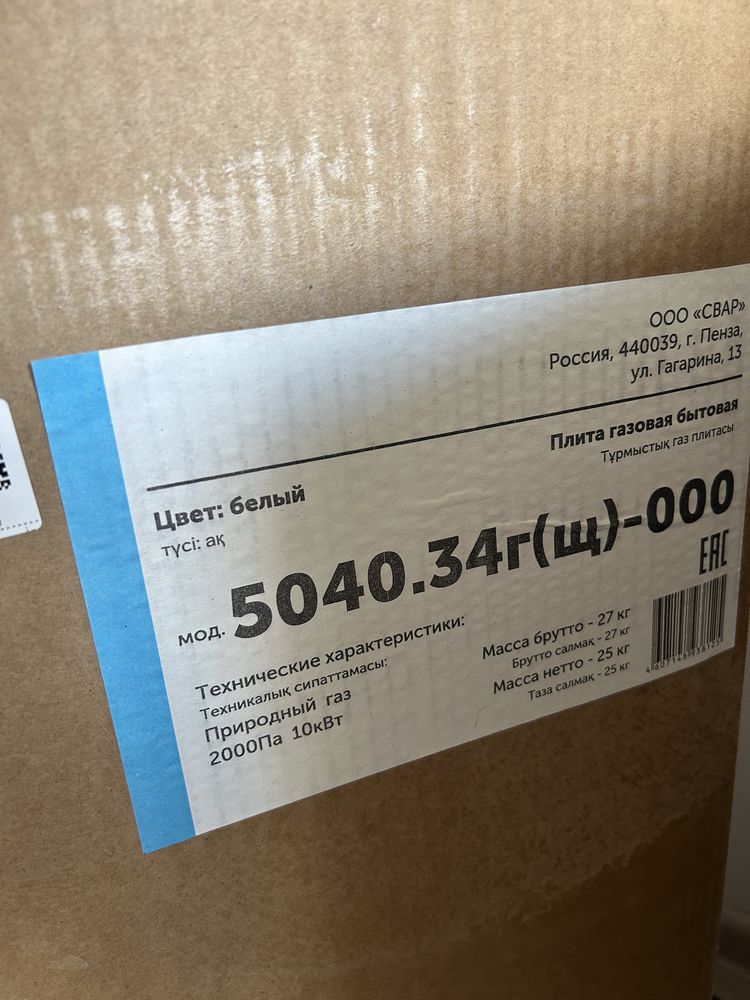 ООО «СВАР»
Россия, 440039, г. Пенза,
ул. Гагарина, 13
Плита газовая бытовая
Тұрмыстық газ плитасы
Цвет: белый
түсі: ақ
мод. 5040.34г(щ)-000
EAC
Технические характеристики:
Техникалық сипаттамасы:
Природный газ
2000Па 10кВт
Масса брутто - 27 кг
Брутто салмақ - 27 кг
Масса нетто - 25 кг
Таза салмақ - 25 кг
4607148938125